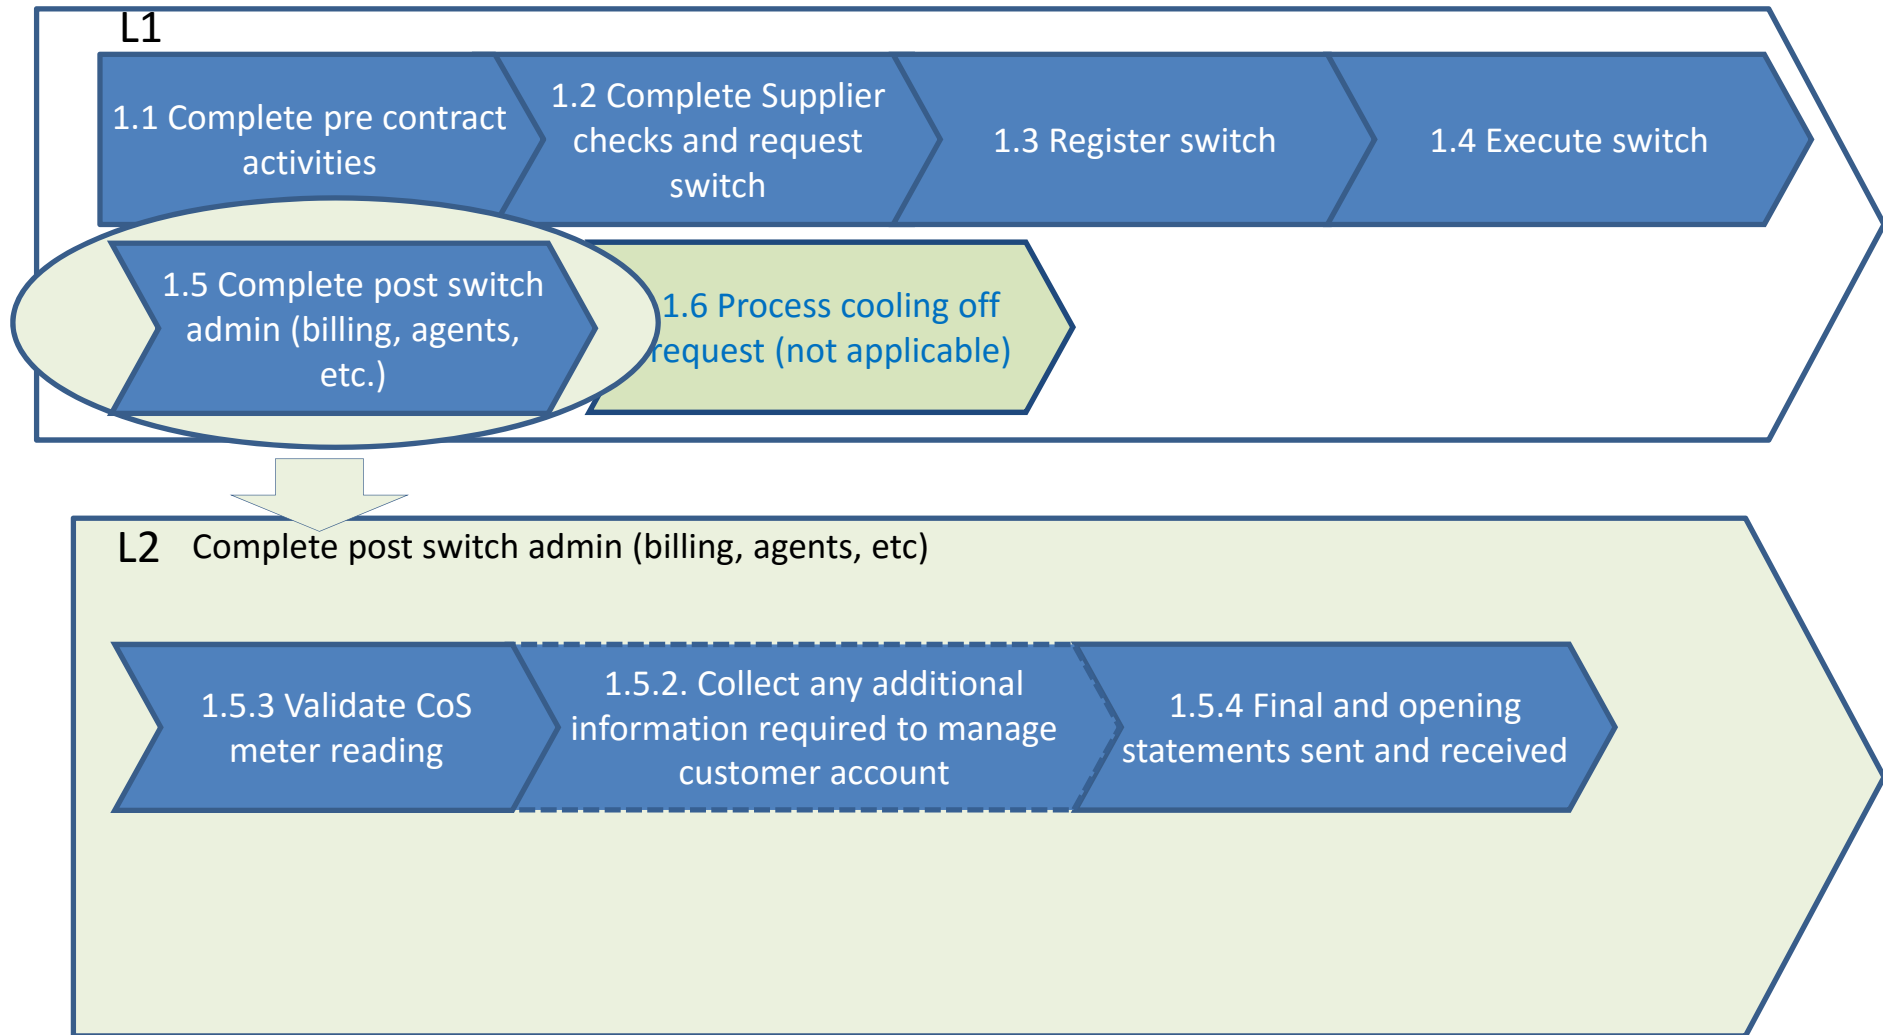 L1
1.1 Complete pre contract
activities
1.2 Complete Supplier
checks and request
switch
1.3 Register switch
1.4 Execute switch
1.5 Complete post switch
admin (billing, agents,
etc.)
1.6 Process cooling off
request (not applicable)
L2 Complete post switch admin (billing, agents, etc)
1.5.3 Validate CoS
meter reading
1.5.2. Collect any additional
information required to manage
customer account
1.5.4 Final and opening
statements sent and received